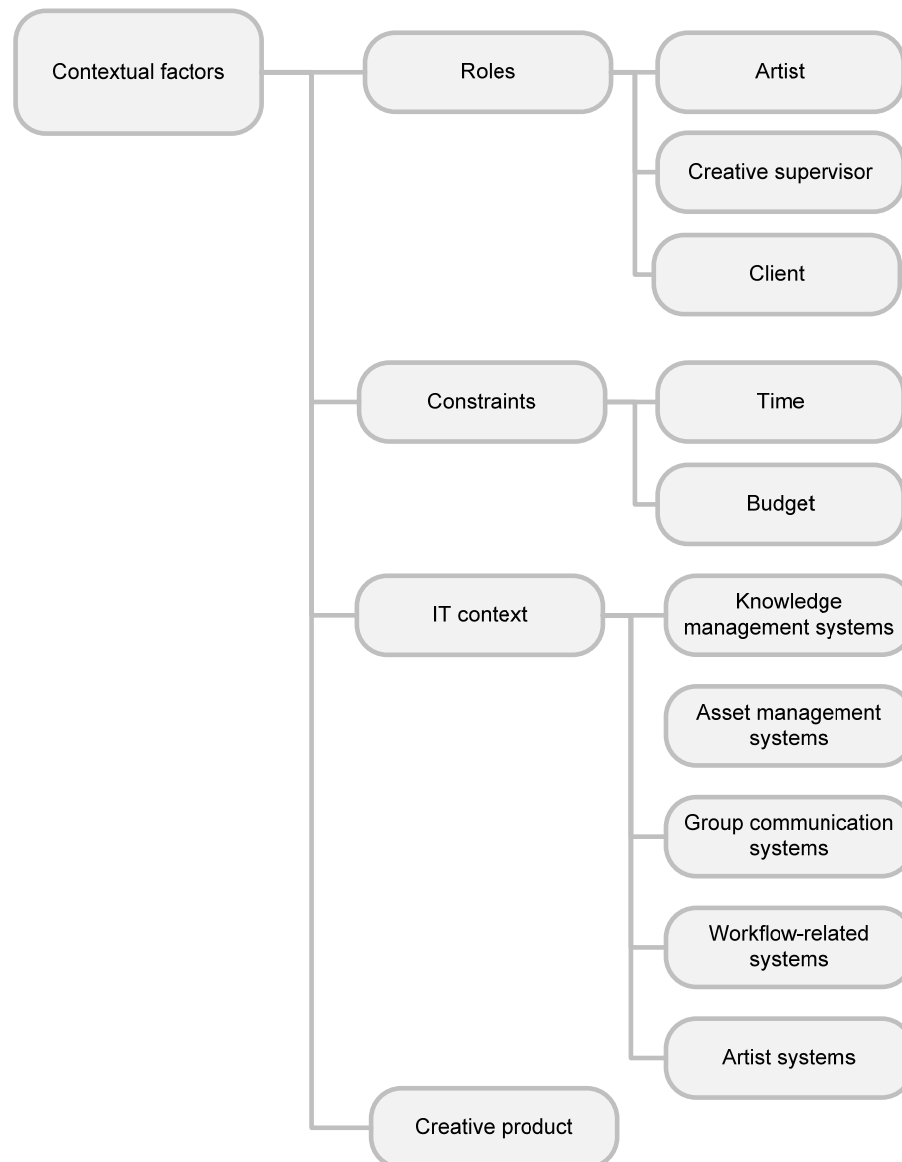 Contextual factors
Roles
Artist
Creative supervisor
Client
Constraints
Time
Budget
IT context
Knowledge
management systems
Asset management
systems
Group communication
systems
Workflow-related
systems
Artist systems
Creative product